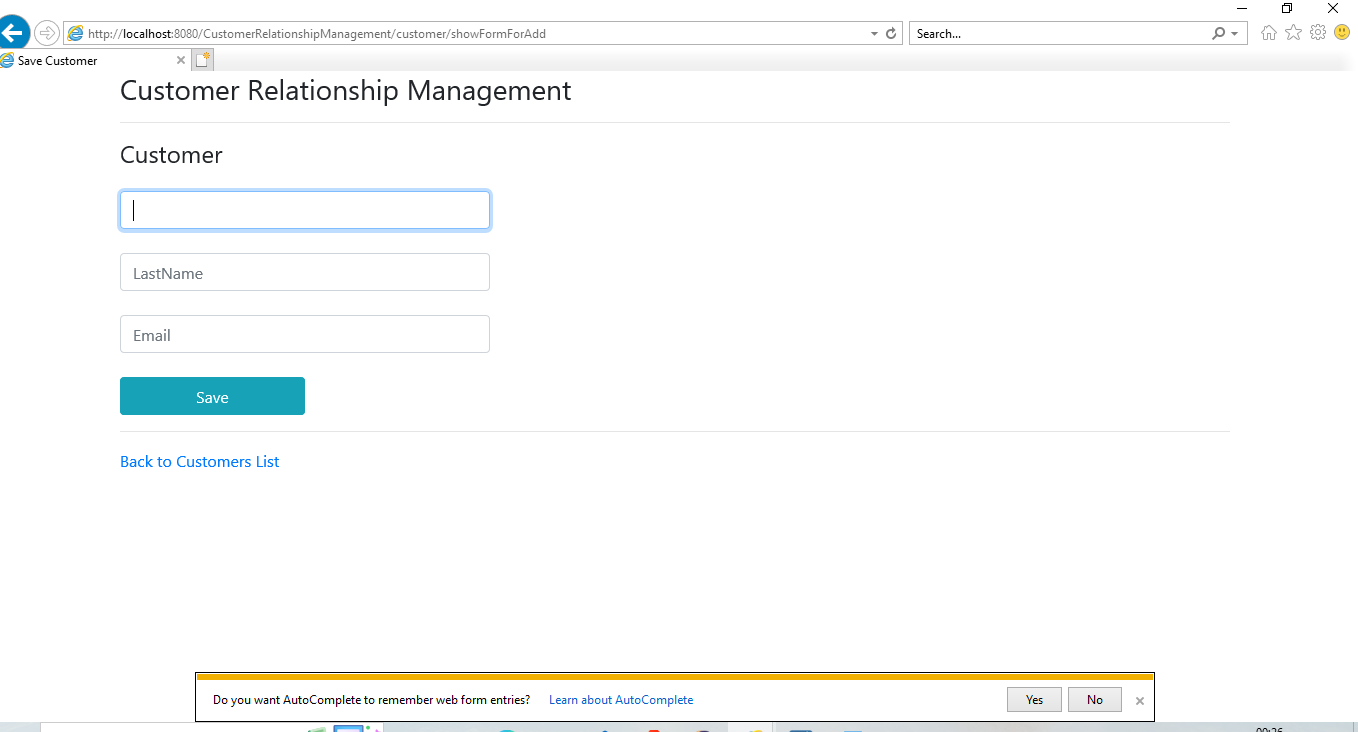 http://localhost:8080/CustomerRelationshipManagement/customer/showFormForAdd
Search...
Save Customer
Customer Relationship Management
Customer
LastName
Email
Save
Back to Customers List
Do you want AutoComplete to remember web form entries? Learn about AutoComplete Yes No